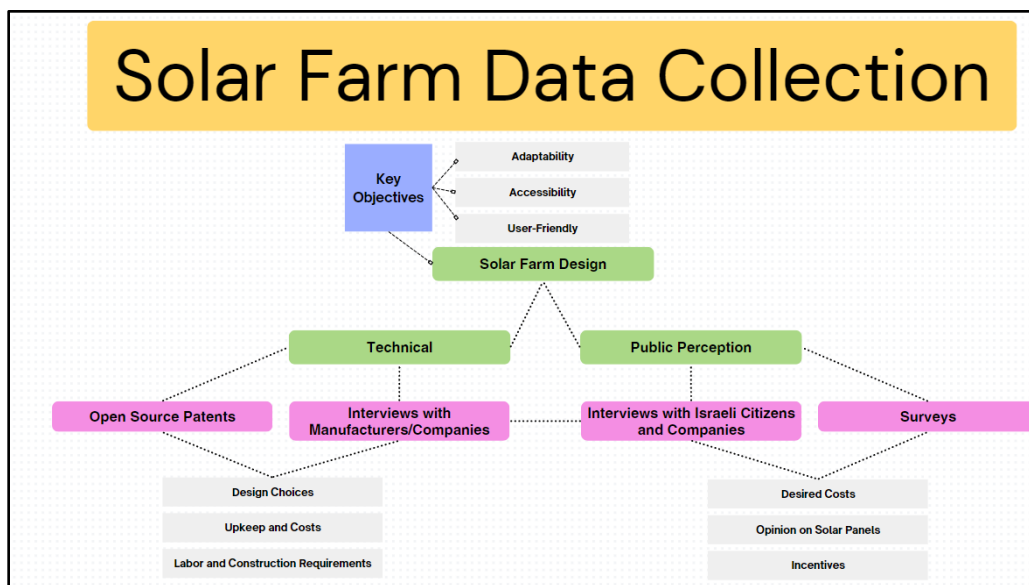 Solar Farm Data Collection
Key
Objectives
Adaptability
Accessibility
User-Friendly
Solar Farm Design
Technical
Public Perception
Open Source Patents
Interviews with
Manufacturers/Companies
Interviews with Israeli Citizens
and Companies
Surveys
Design Choices
Upkeep and Costs
Labor and Construction Requirements
Desired Costs
Opinion on Solar Panels
Incentives